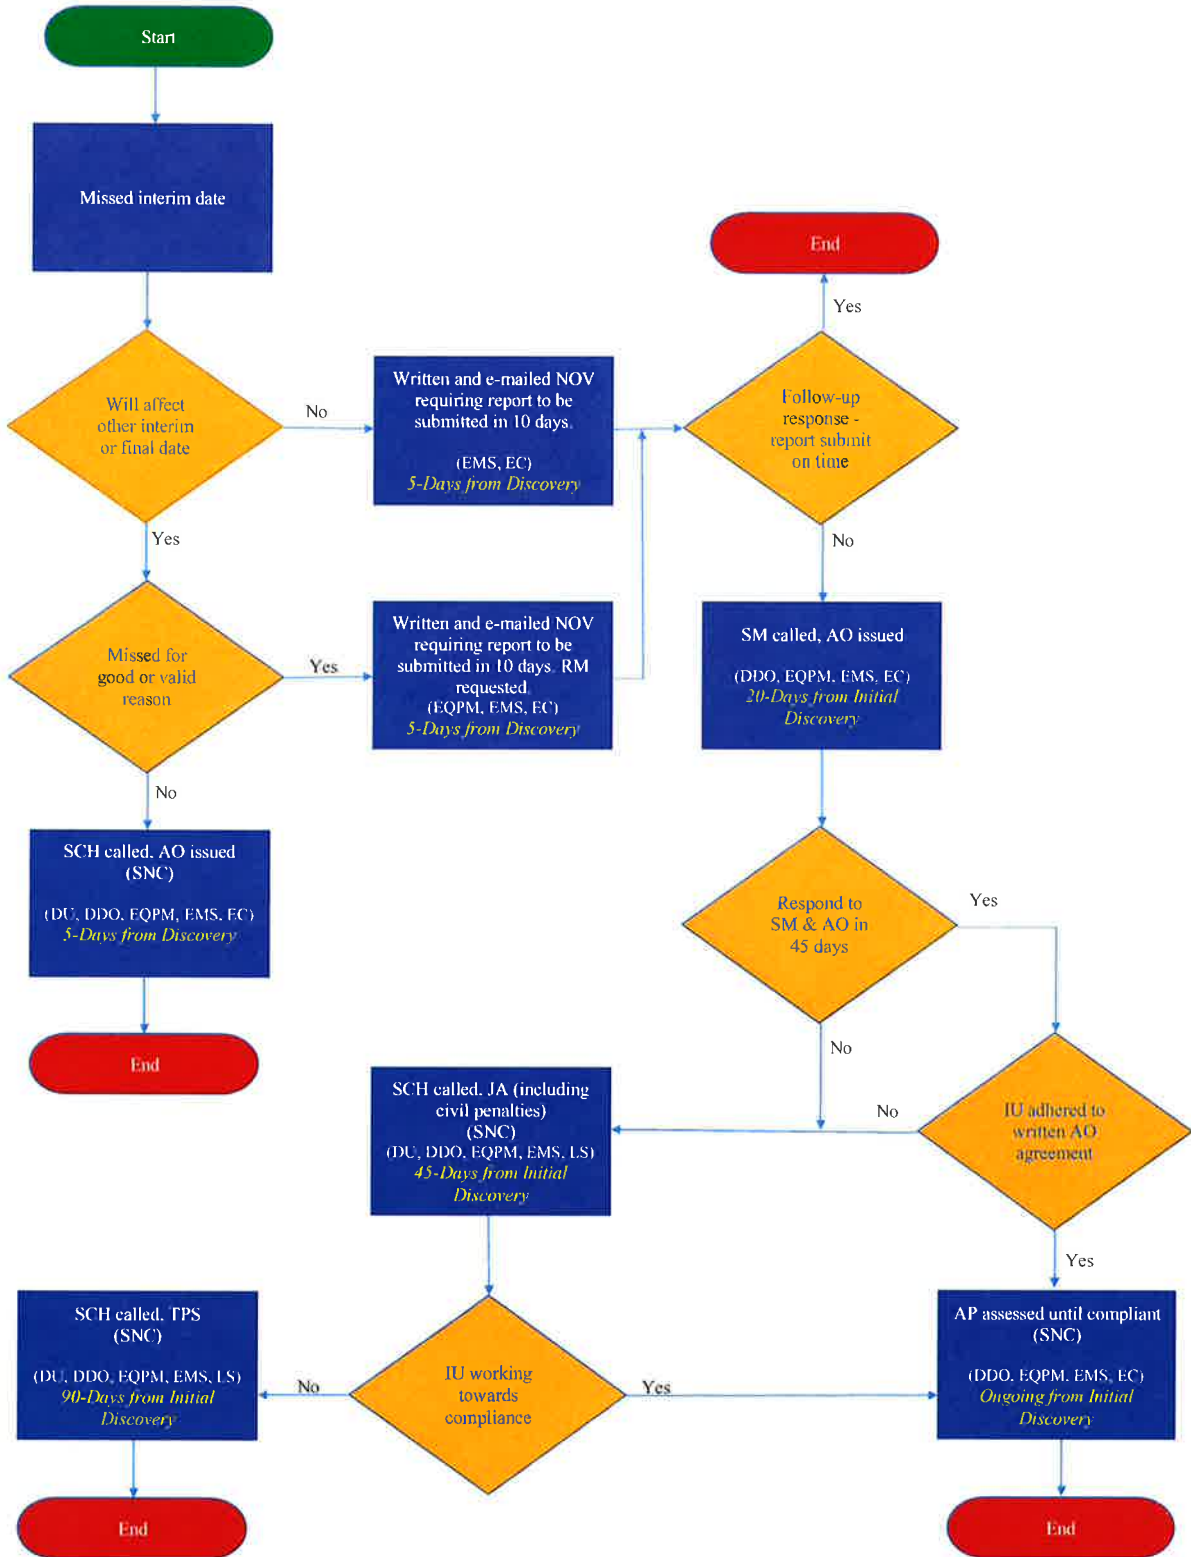 Start
Missed interim date
End
Yes
Will affect
other interim
or final date
No
Written and e-mailed NOV
requiring report to be
submitted in 10 days.
(EMS, EC)
5-Days from Discovery
Follow-up
response -
report submit
on time
Yes
No
Missed for
good or valid
reason
Yes
Written and e-mailed NOV
requiring report to be
submitted in 10 days. RM
requested.
(EQPM, EMS, EC)
5-Days from Discovery
SM called, AO issued
(DDO, EQPM, EMS, EC)
20-Days from Initial
Discovery
No
SCH called, AO issued
(SNC)
(DU, DDO, EQPM, EMS, EC)
5-Days from Discovery
Respond to
SM & AO in
45 days
Yes
End
No
SCH called, JA (including
civil penalties)
(SNC)
(DU, DDO, EQPM, EMS, LS)
45-Days from Initial
Discovery
No
IU adhered to
written AO
agreement
Yes
SCH called, TPS
(SNC)
(DU, DDO, EQPM, EMS, LS)
90-Days from Initial
Discovery
No
IU working
towards
compliance
Yes
AP assessed until compliant
(SNC)
(DDO, EQPM, EMS, EC)
Ongoing from Initial
Discovery
End
End